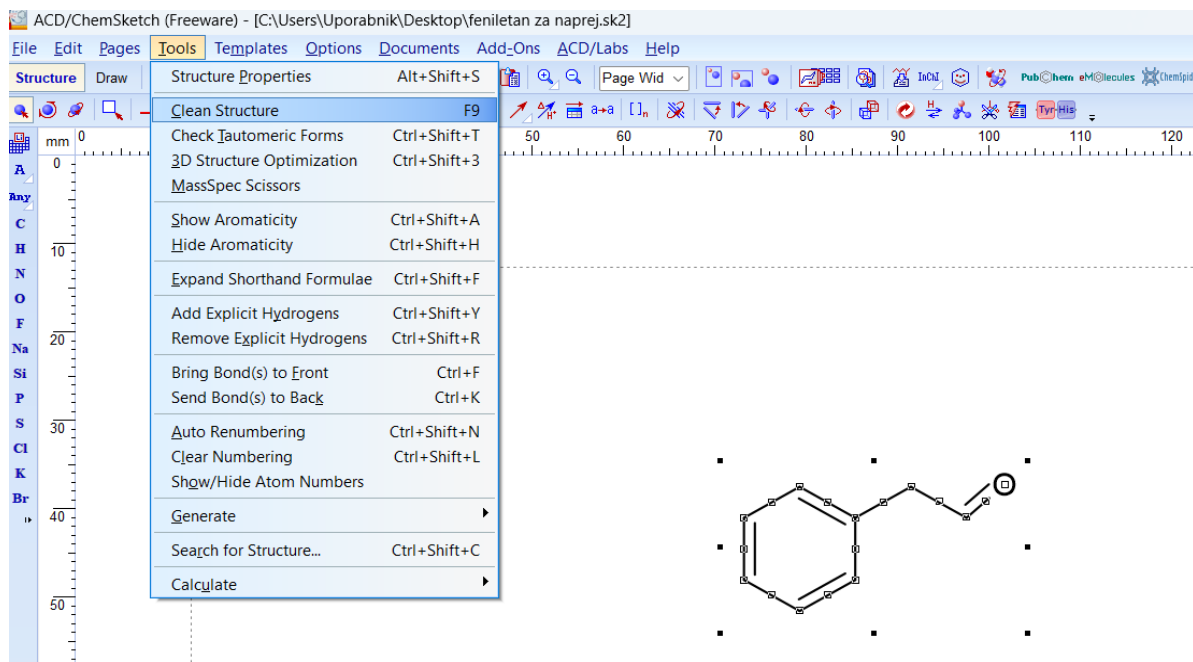 ACD/ChemSketch (Freeware) - [C:\Users\Uporabnik\Desktop\feniletan za naprej.sk2]
File Edit Pages Tools Templates Options Documents Add-Ons ACD/Labs Help
Structure Draw Page Wid InChI PubChem eMolecules ChemSpid
a→a []n H Tyr His
mm 0 50 60 70 80 90 100 110 120
Structure Properties Alt+Shift+S
Clean Structure F9
Check Tautomeric Forms Ctrl+Shift+T
3D Structure Optimization Ctrl+Shift+3
MassSpec Scissors
Show Aromaticity Ctrl+Shift+A
Hide Aromaticity Ctrl+Shift+H
Expand Shorthand Formulae Ctrl+Shift+F
Add Explicit Hydrogens Ctrl+Shift+Y
Remove Explicit Hydrogens Ctrl+Shift+R
Bring Bond(s) to Front Ctrl+F
Send Bond(s) to Back Ctrl+K
Auto Renumbering Ctrl+Shift+N
Clear Numbering Ctrl+Shift+L
Show/Hide Atom Numbers
Generate
Search for Structure... Ctrl+Shift+C
Calculate
A
Any
C
H
N
O
F
Na
Si
P
S
Cl
K
Br
0
10
20
30
40
50
O